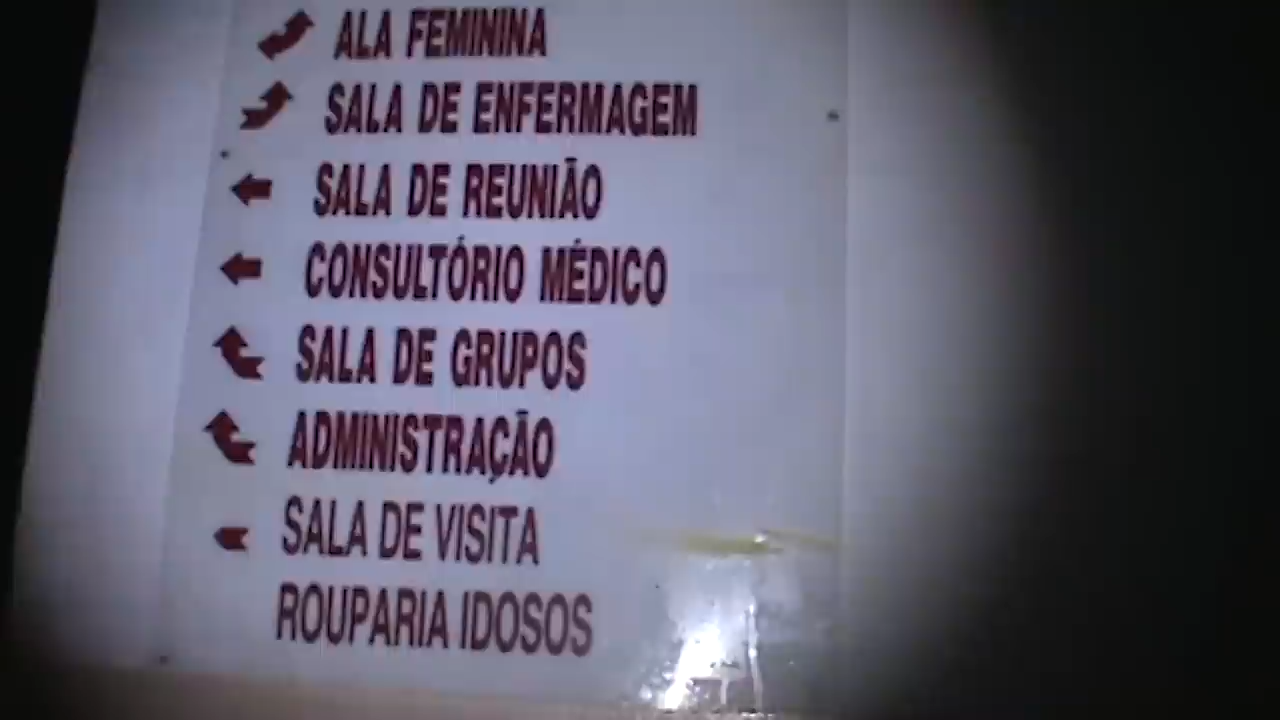 ALA FEMININA
SALA DE ENFERMAGEM
SALA DE REUNIÃO
CONSULTÓRIO MÉDICO
SALA DE GRUPOS
ADMINISTRAÇÃO
SALA DE VISITA
ROUPARIA IDOSOS